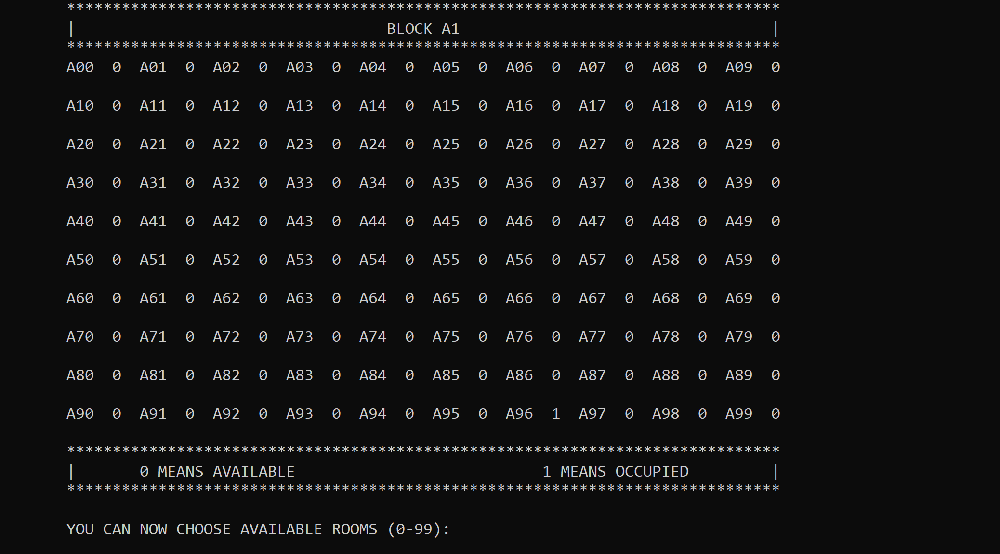 ******************************************************************************
| BLOCK A1 |
******************************************************************************
A00 0 A01 0 A02 0 A03 0 A04 0 A05 0 A06 0 A07 0 A08 0 A09 0
A10 0 A11 0 A12 0 A13 0 A14 0 A15 0 A16 0 A17 0 A18 0 A19 0
A20 0 A21 0 A22 0 A23 0 A24 0 A25 0 A26 0 A27 0 A28 0 A29 0
A30 0 A31 0 A32 0 A33 0 A34 0 A35 0 A36 0 A37 0 A38 0 A39 0
A40 0 A41 0 A42 0 A43 0 A44 0 A45 0 A46 0 A47 0 A48 0 A49 0
A50 0 A51 0 A52 0 A53 0 A54 0 A55 0 A56 0 A57 0 A58 0 A59 0
A60 0 A61 0 A62 0 A63 0 A64 0 A65 0 A66 0 A67 0 A68 0 A69 0
A70 0 A71 0 A72 0 A73 0 A74 0 A75 0 A76 0 A77 0 A78 0 A79 0
A80 0 A81 0 A82 0 A83 0 A84 0 A85 0 A86 0 A87 0 A88 0 A89 0
A90 0 A91 0 A92 0 A93 0 A94 0 A95 0 A96 1 A97 0 A98 0 A99 0
******************************************************************************
| 0 MEANS AVAILABLE 1 MEANS OCCUPIED |
******************************************************************************
YOU CAN NOW CHOOSE AVAILABLE ROOMS (0-99):